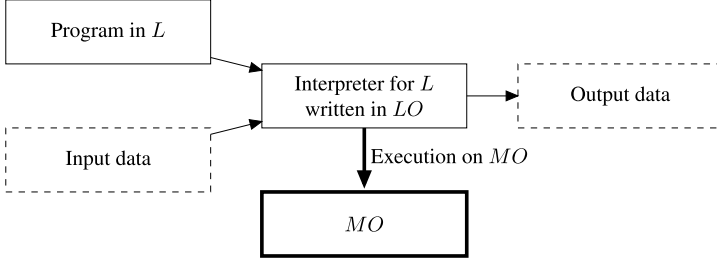 Program in L
Interpreter for L
written in LO
Output data
Input data
Execution on MO
MO